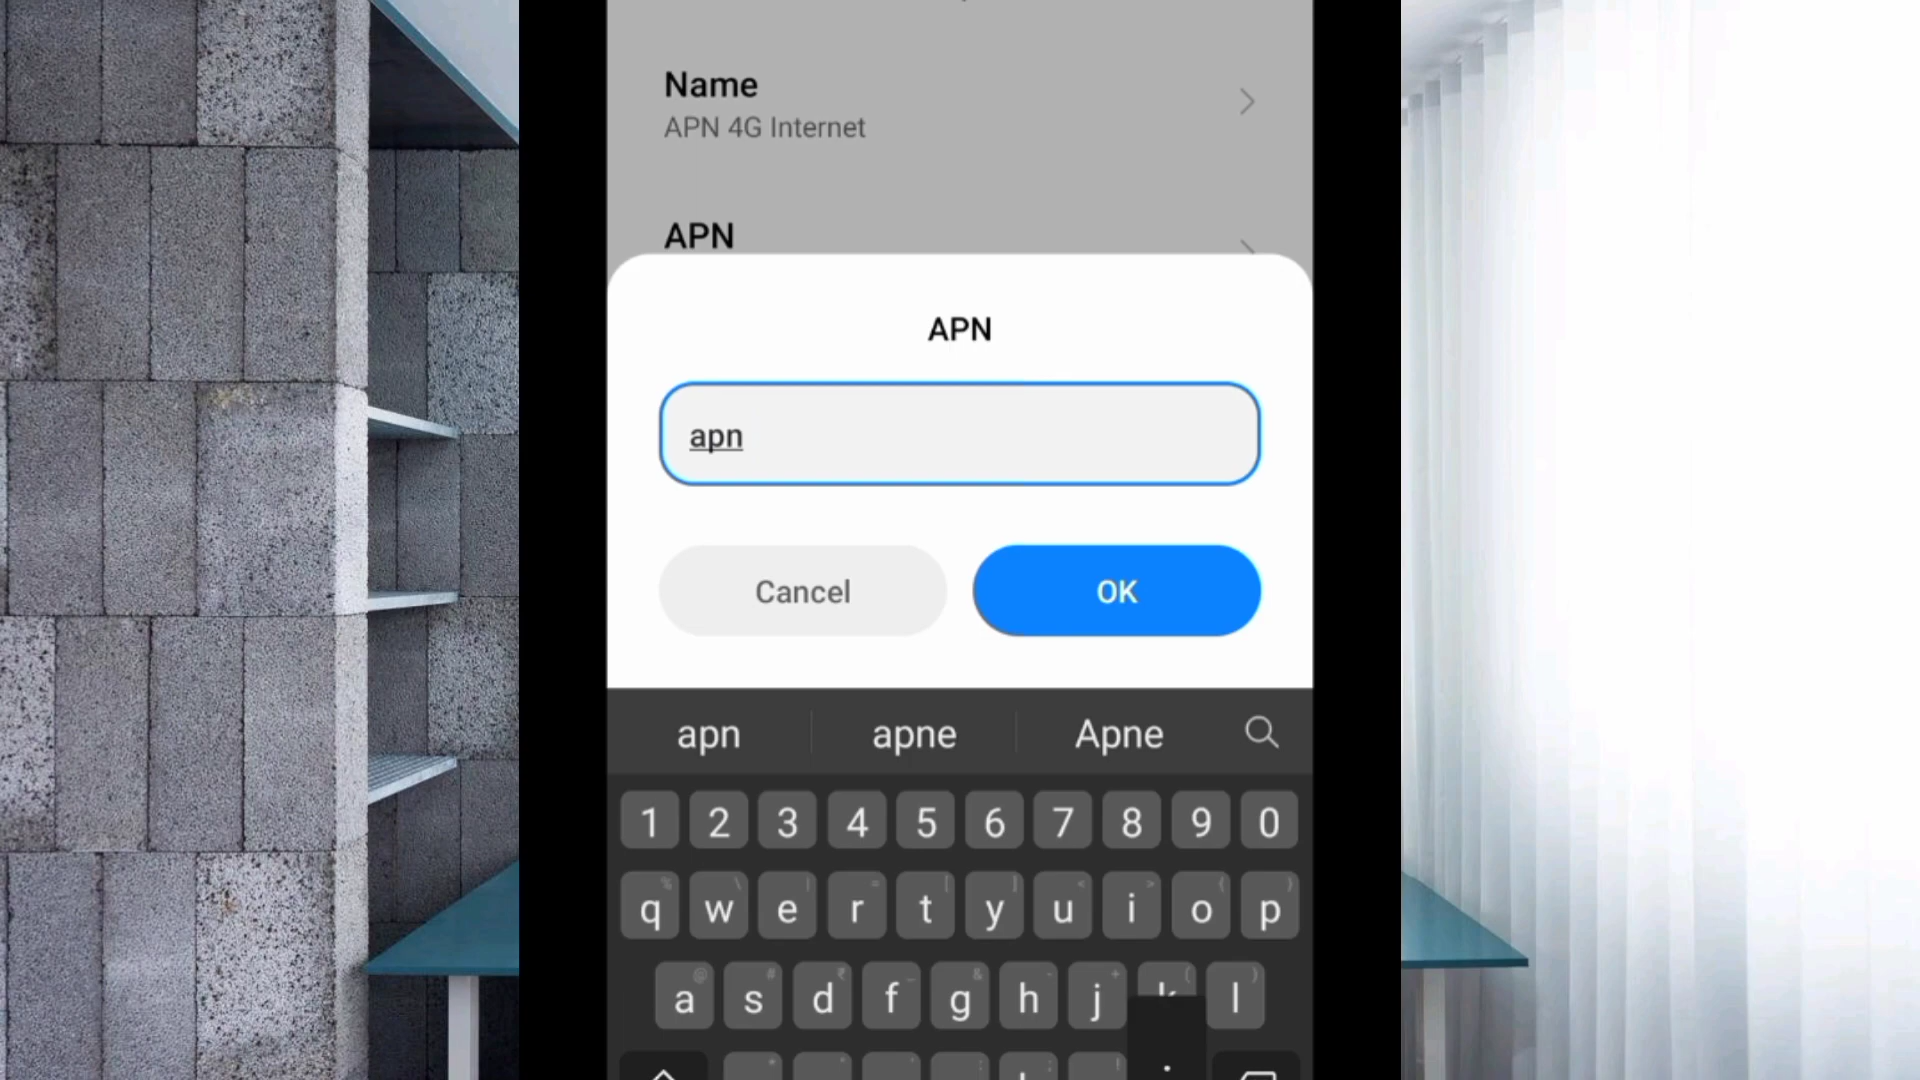 Name
APN 4G Internet
APN
APN
apn
Cancel
OK
apn
apne
Apne
1 2 3 4 5 6 7 8 9 0
q w e r t y u i o p
a s d f g h j k l